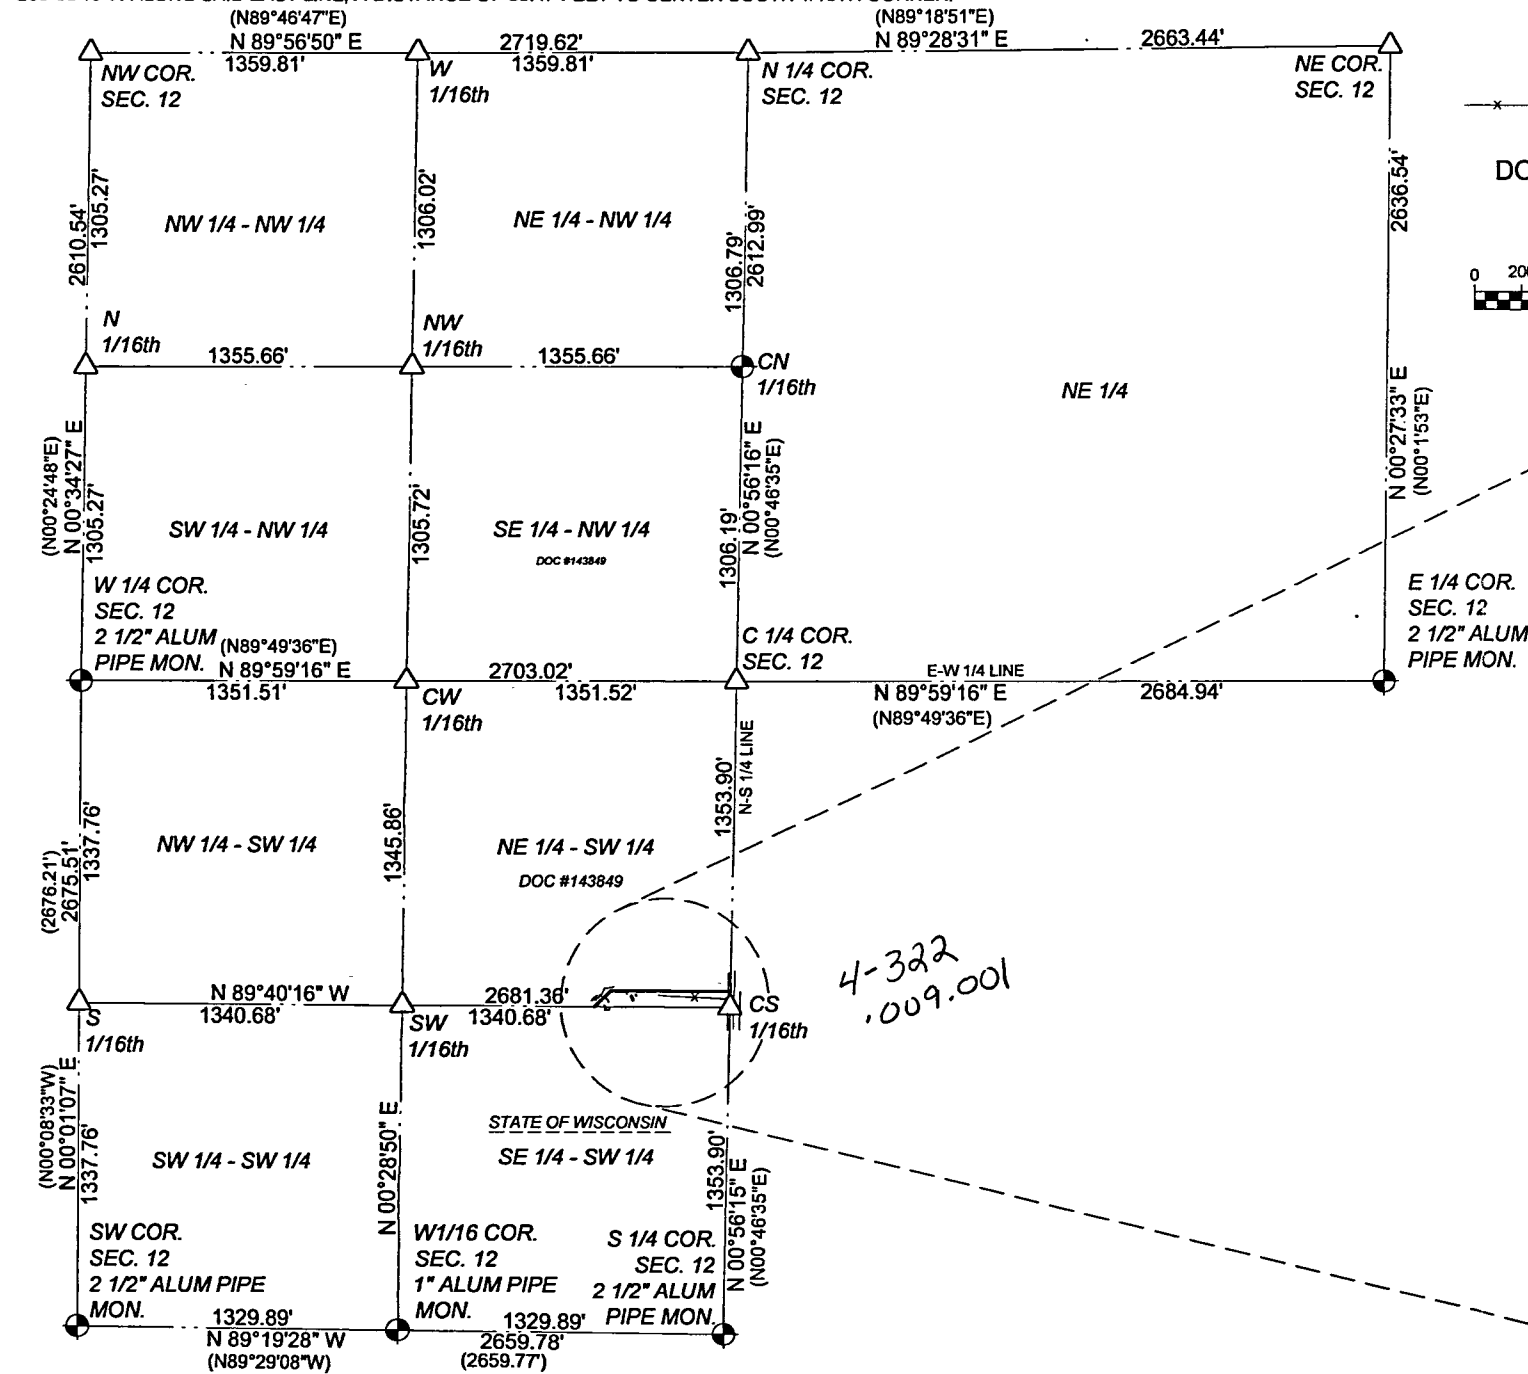 (N89°46'47"E)
N 89°56'50" E
2719.62'
1359.81'
1359.81'
(N89°18'51"E)
N 89°28'31" E
2663.44'
NW COR.
SEC. 12
W
1/16th
N 1/4 COR.
SEC. 12
NE COR.
SEC. 12
x
DO
0 200
2610.54'
1305.27'
NW 1/4 - NW 1/4
1306.02'
NE 1/4 - NW 1/4
1306.79'
2612.99'
2636.54'
N
1/16th
NW
1/16th
1355.66'
1355.66'
CN
1/16th
NE 1/4
(N00°24'48"E)
N 00°34'27" E
1305.27'
SW 1/4 - NW 1/4
1305.72'
SE 1/4 - NW 1/4
DOC #143849
1306.19'
N 00°56'16" E
(N00°46'35"E)
N 00°27'33" E
(N00°1'53"E)
W 1/4 COR.
SEC. 12
2 1/2" ALUM
PIPE MON.
(N89°49'36"E)
N 89°59'16" E
1351.51'
2703.02'
1351.52'
C 1/4 COR.
SEC. 12
E-W 1/4 LINE
N 89°59'16" E
(N89°49'36"E)
2684.94'
E 1/4 COR.
SEC. 12
2 1/2" ALUM
PIPE MON.
CW
1/16th
(2676.21')
2675.51'
1337.76'
NW 1/4 - SW 1/4
1345.86'
NE 1/4 - SW 1/4
DOC #143849
1353.90'
N-S 1/4 LINE
4-322
.009.001
N 89°40'16" W
1340.68'
2681.36'
1340.68'
x
S
1/16th
SW
1/16th
CS
1/16th
(N00°08'33"W)
N 00°01'07" E
1337.76'
SW 1/4 - SW 1/4
N 00°28'50" E
STATE OF WISCONSIN
SE 1/4 - SW 1/4
1353.90'
N 00°56'15" E
(N00°46'35"E)
SW COR.
SEC. 12
2 1/2" ALUM PIPE
MON.
W1/16 COR.
SEC. 12
1" ALUM PIPE
MON.
S 1/4 COR.
SEC. 12
2 1/2" ALUM
PIPE MON.
1329.89'
N 89°19'28" W
(N89°29'08"W)
1329.89'
2659.78'
(2659.77')